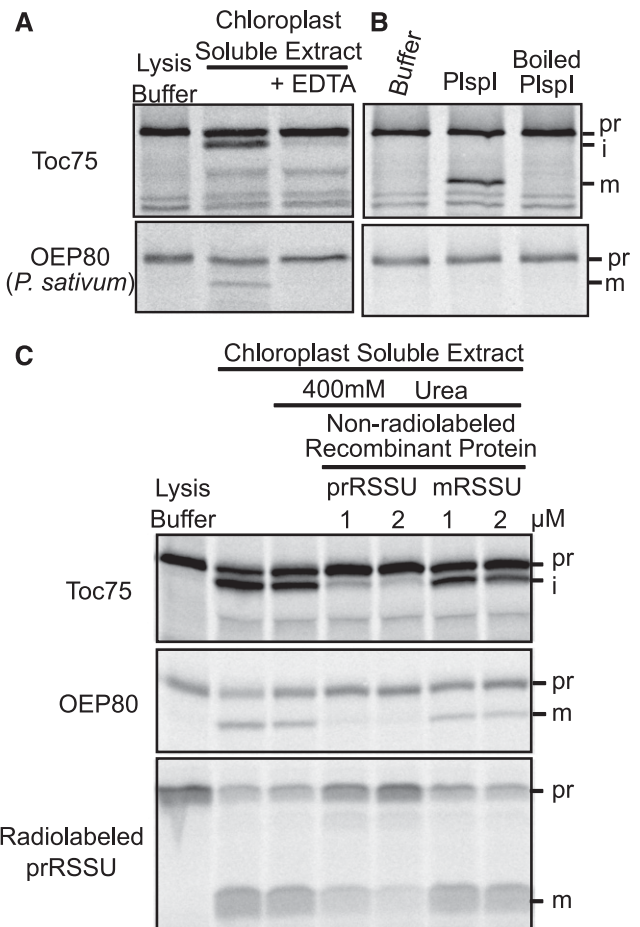 A
Chloroplast
Soluble Extract
Lysis
Buffer
+ EDTA
B
Buffer
PlspI
Boiled
PlspI
Toc75
pr
i
m
OEP80
(P. sativum)
pr
m
C
Chloroplast Soluble Extract
400mM Urea
Non-radiolabeled
Recombinant Protein
Lysis
Buffer
prRSSU mRSSU
1 2 1 2 µM
Toc75
pr
i
OEP80
pr
m
Radiolabeled
prRSSU
pr
m